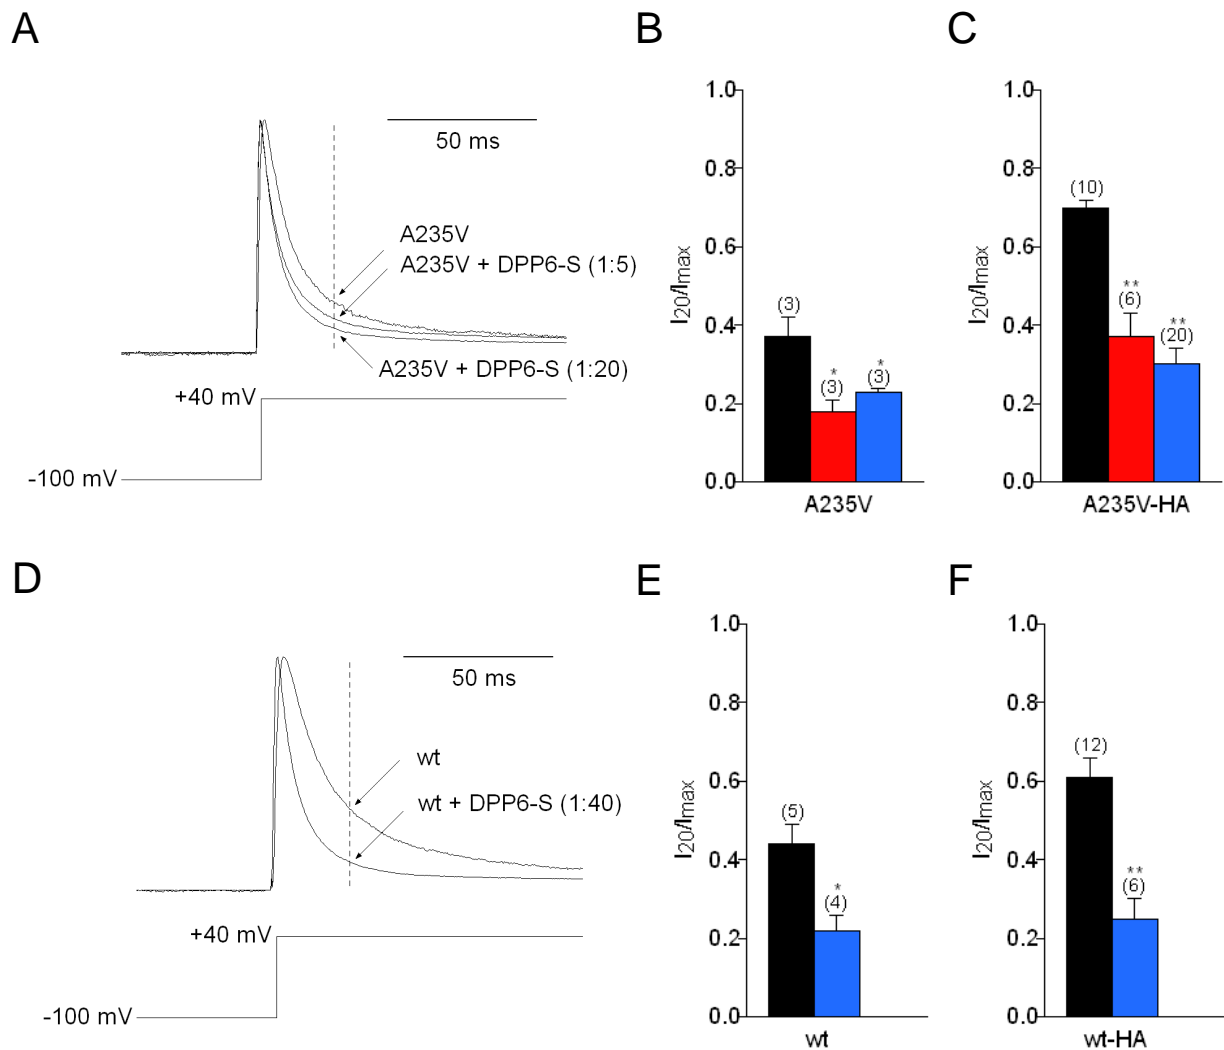 A
50 ms
A235V
A235V + DPP6-S (1:5)
A235V + DPP6-S (1:20)
+40 mV
-100 mV
B
1.0
0.8
0.6
0.4
0.2
0.0
I20/Imax
(3)
*
(3)
*
(3)
A235V
C
1.0
0.8
0.6
0.4
0.2
0.0
I20/Imax
(10)
**
(6)
**
(20)
A235V-HA
D
50 ms
wt
wt + DPP6-S (1:40)
+40 mV
-100 mV
E
1.0
0.8
0.6
0.4
0.2
0.0
I20/Imax
(5)
*
(4)
wt
F
1.0
0.8
0.6
0.4
0.2
0.0
I20/Imax
(12)
**
(6)
wt-HA